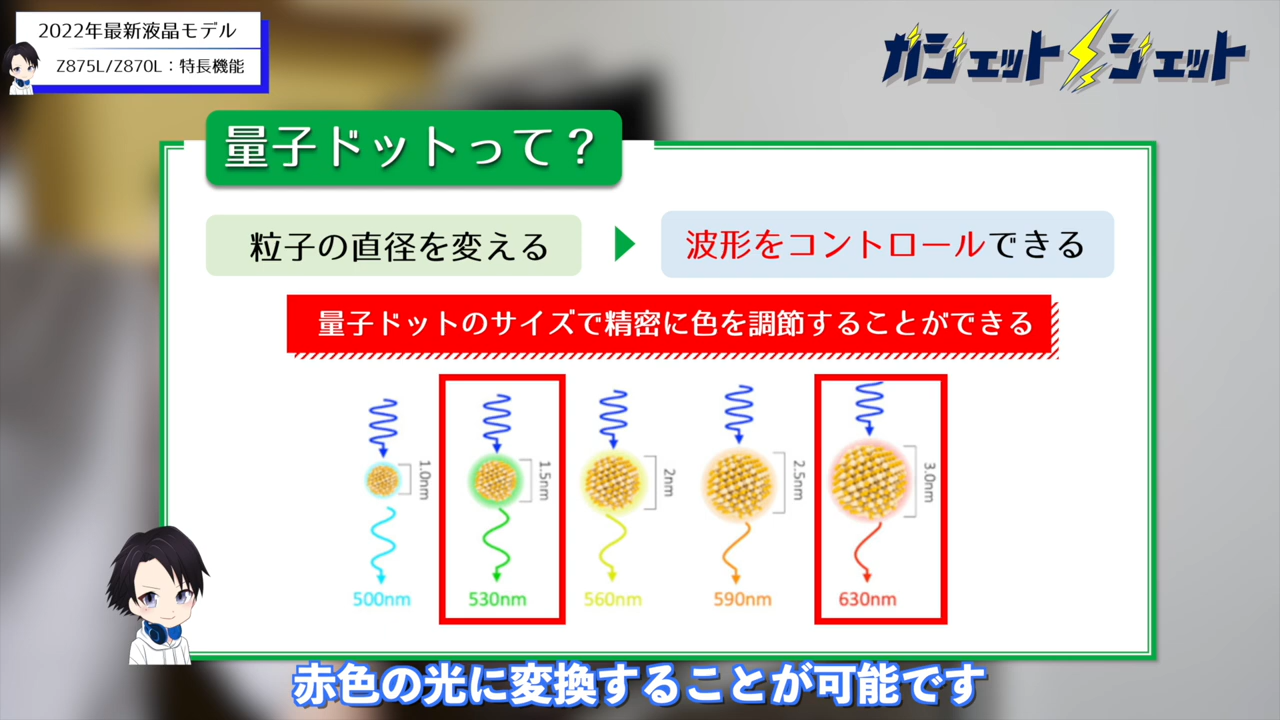 2022年最新液晶モデル
Z875L/Z870L：特長機能
ガジェットジェット
量子ドットって？
粒子の直径を変える
波形をコントロールできる
量子ドットのサイズで精密に色を調節することができる
1.0nm
1.5nm
2nm
2.5nm
3.0nm
500nm
530nm
560nm
590nm
630nm
赤色の光に変換することが可能です